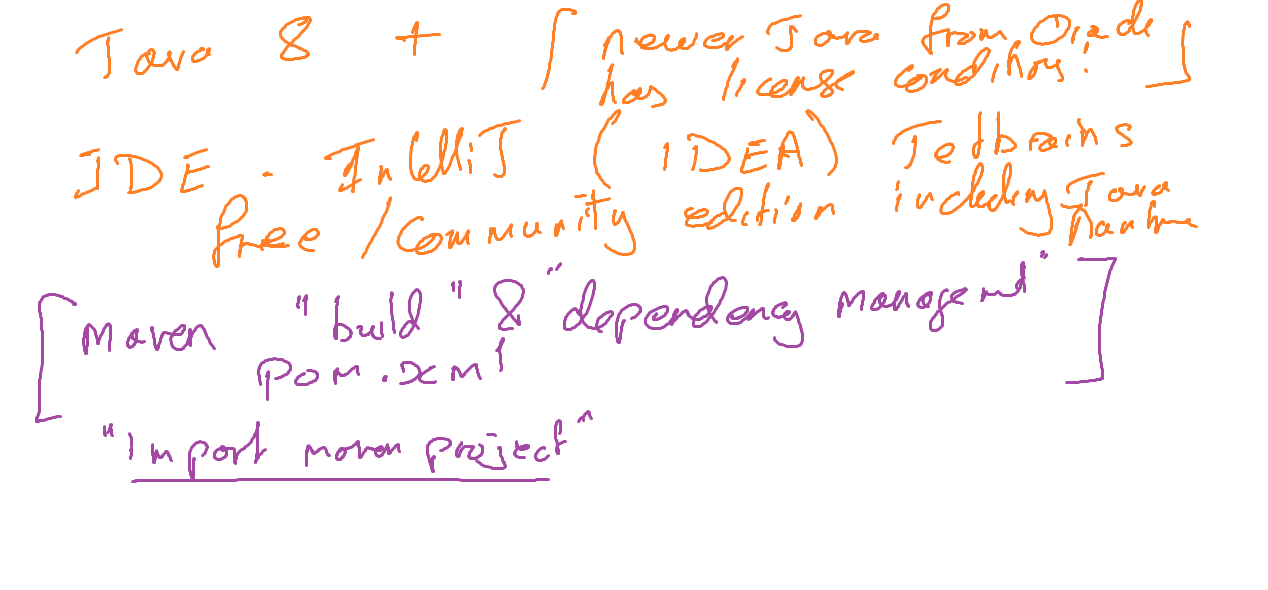 Java 8 + [ newer Java from Oracle
has license conditions! ]
IDE - IntelliJ (IDEA) Jetbrains
free / Community edition including Java
Runtime
[ Maven "build" & "dependency management" ]
pom.xml
"Import maven project"